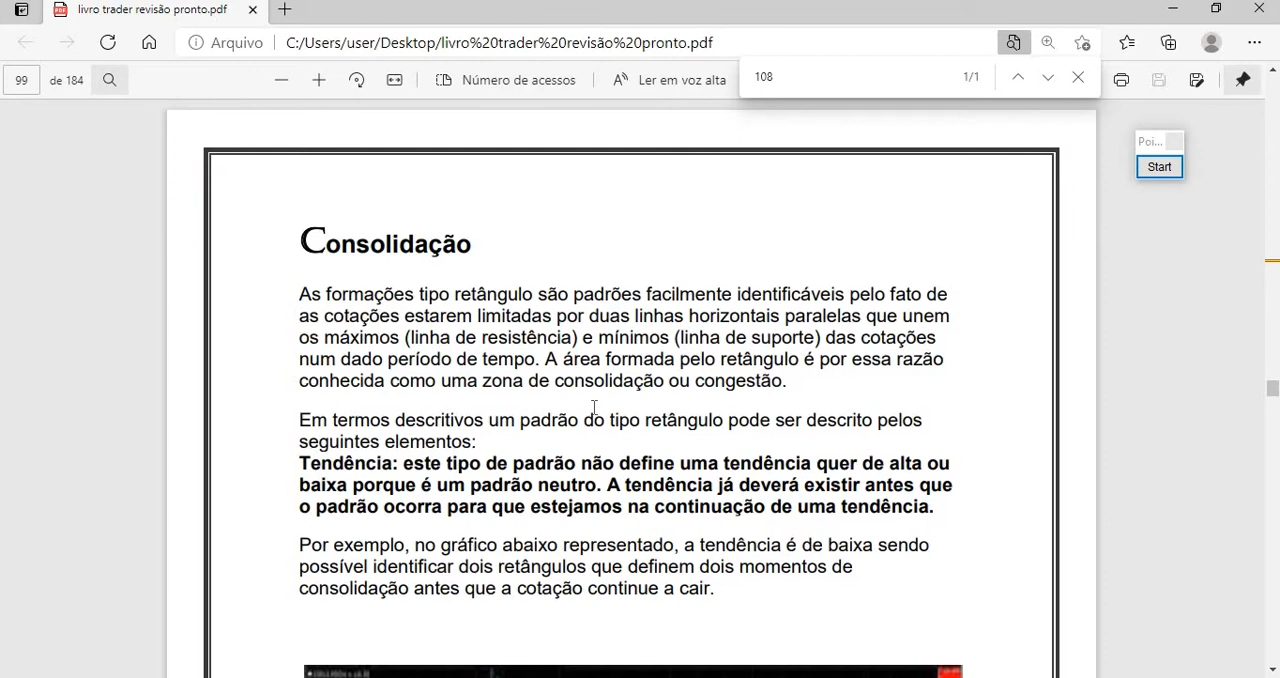 livro trader revisão pronto.pdf
Arquivo
C:/Users/user/Desktop/livro%20trader%20revisão%20pronto.pdf
99
de 184
Número de acessos
Ler em voz alta
108
1/1
Poi...
Start
Consolidação
As formações tipo retângulo são padrões facilmente identificáveis pelo fato de
as cotações estarem limitadas por duas linhas horizontais paralelas que unem
os máximos (linha de resistência) e mínimos (linha de suporte) das cotações
num dado período de tempo. A área formada pelo retângulo é por essa razão
conhecida como uma zona de consolidação ou congestão.
Em termos descritivos um padrão do tipo retângulo pode ser descrito pelos
seguintes elementos:
Tendência: este tipo de padrão não define uma tendência quer de alta ou
baixa porque é um padrão neutro. A tendência já deverá existir antes que
o padrão ocorra para que estejamos na continuação de uma tendência.
Por exemplo, no gráfico abaixo representado, a tendência é de baixa sendo
possível identificar dois retângulos que definem dois momentos de
consolidação antes que a cotação continue a cair.